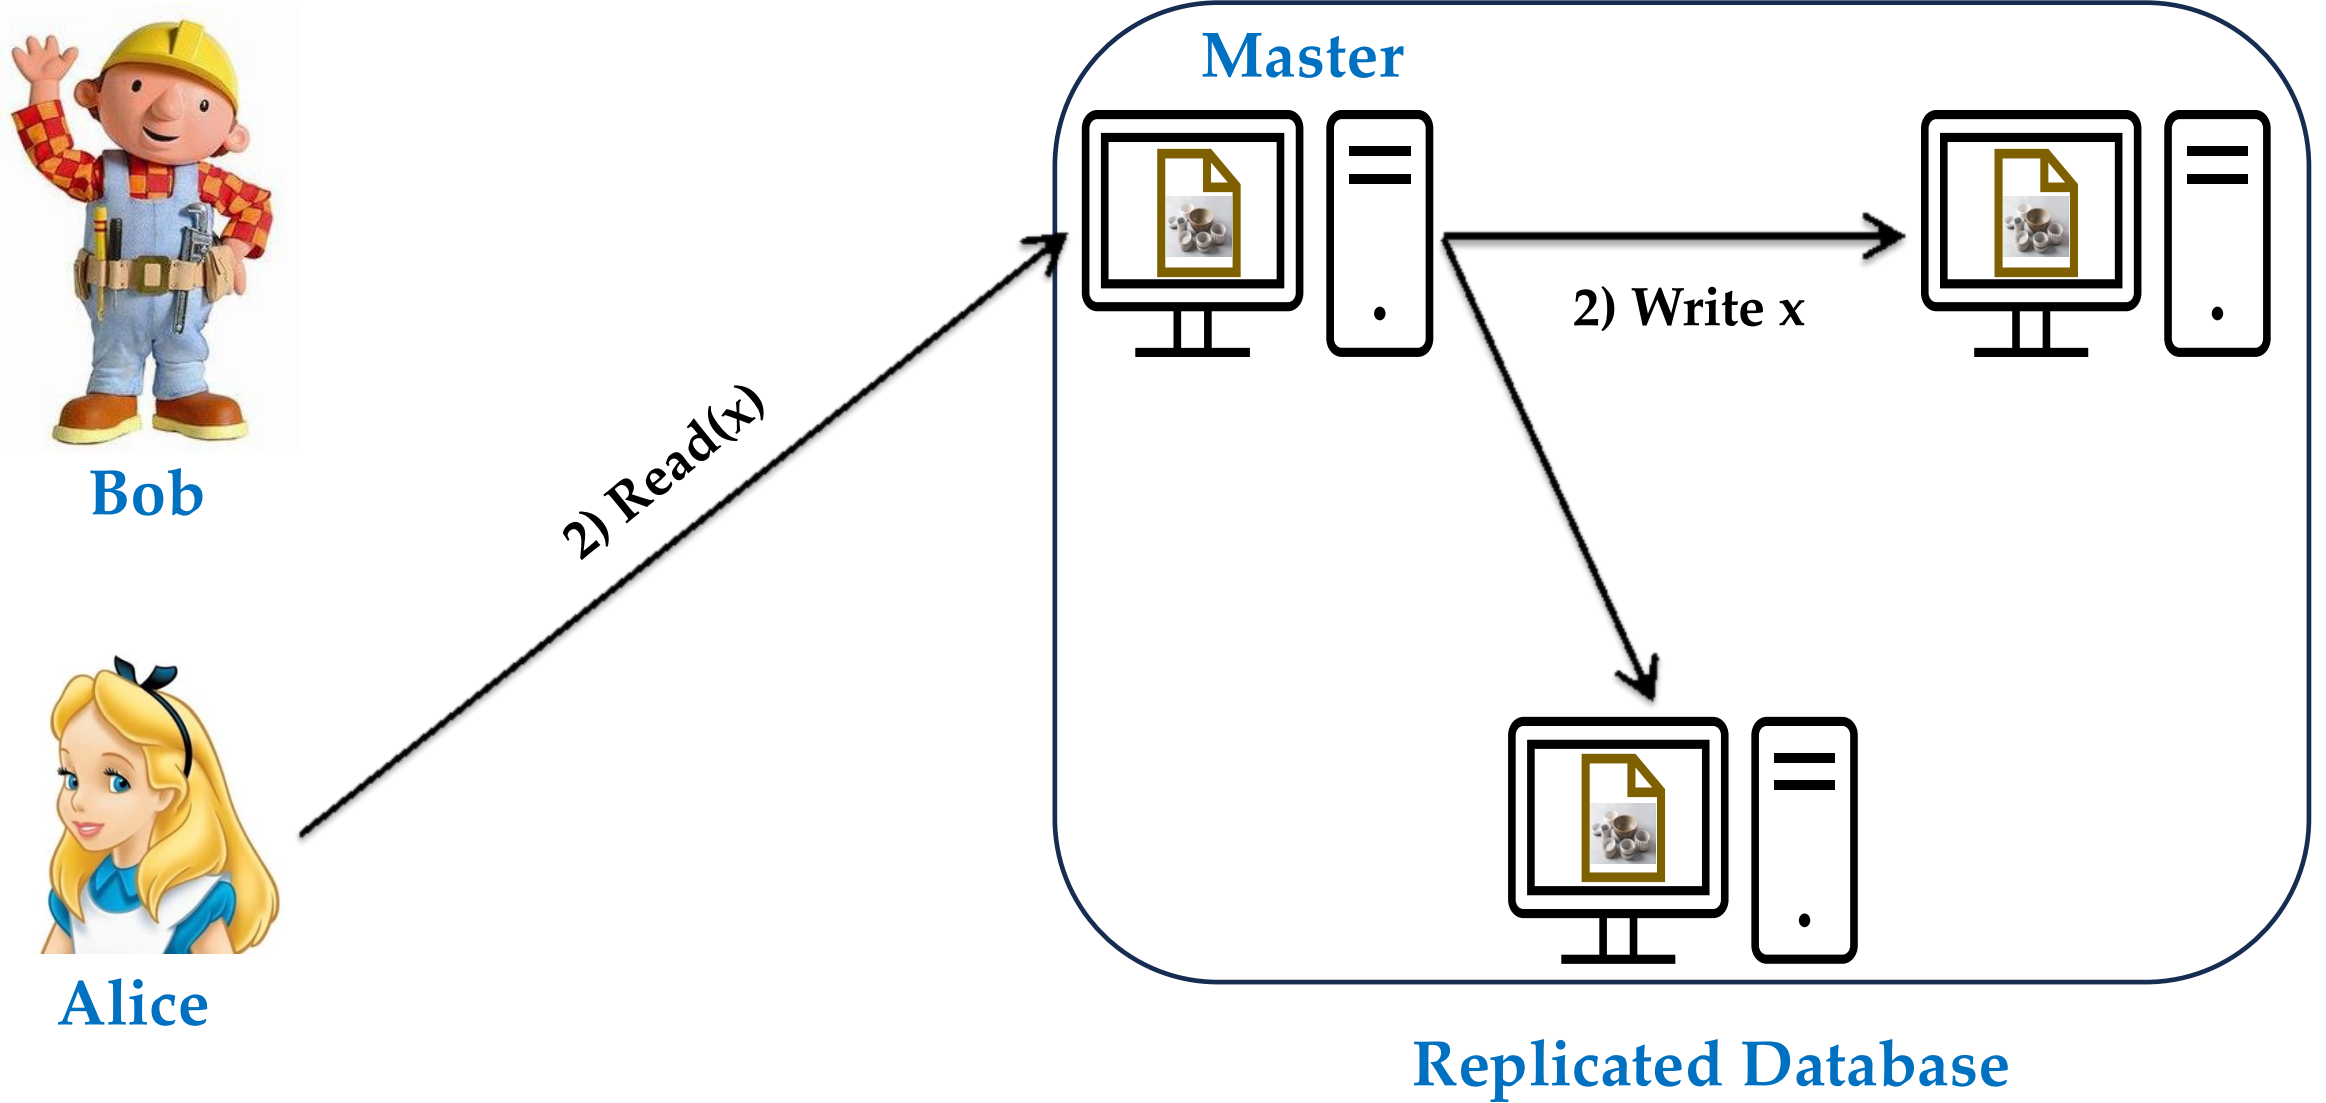 Master
2) Write x
2) Read(x)
Bob
Alice
Replicated Database